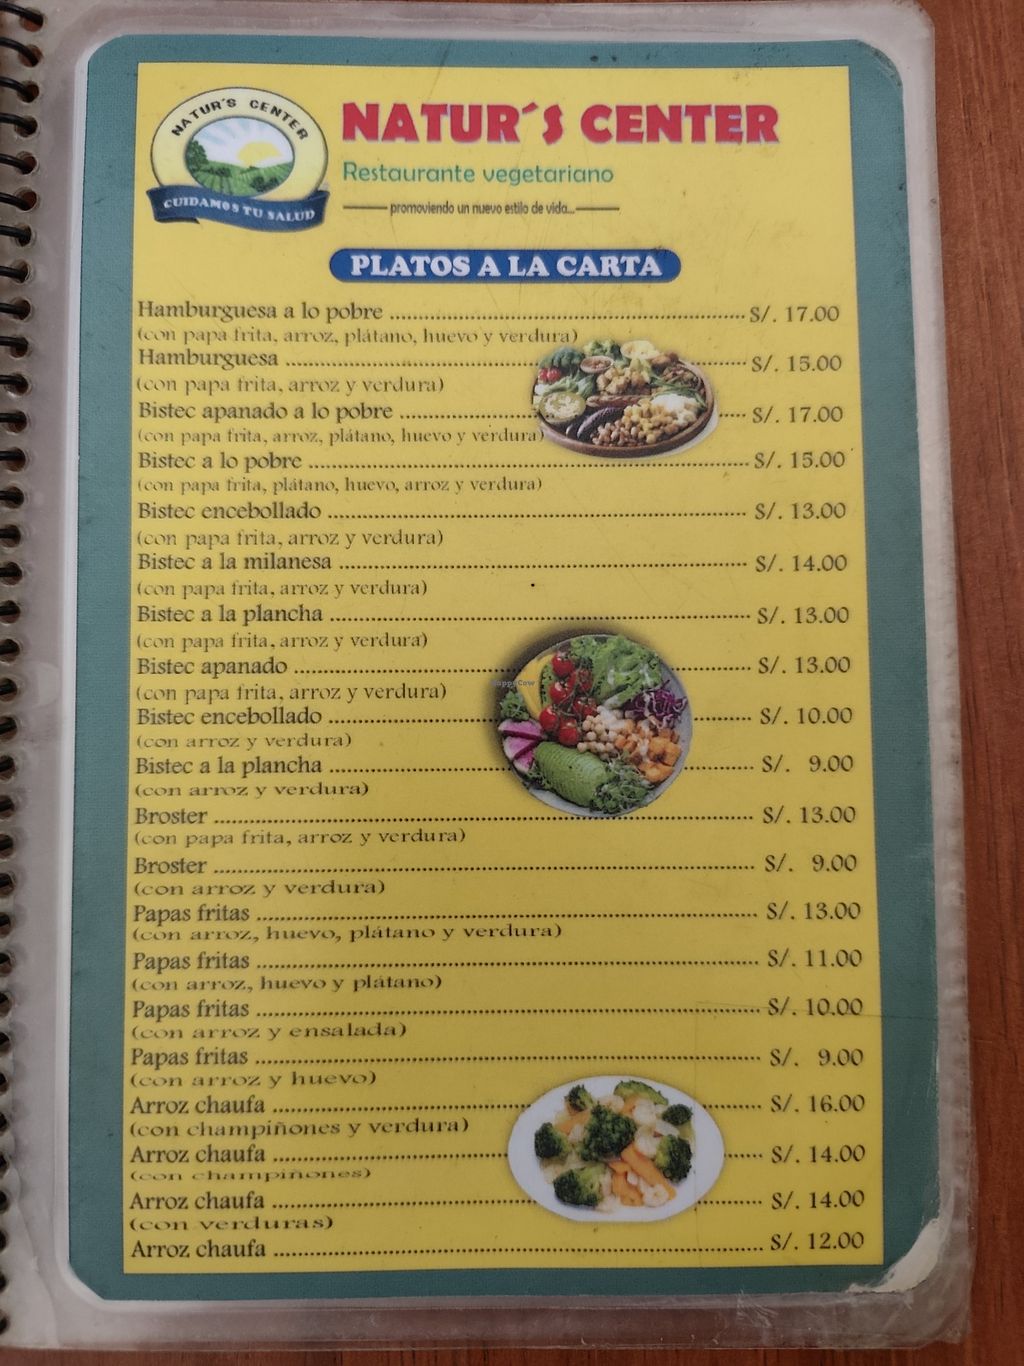 NATUR´S CENTER
CUIDAMOS TU SALUD
NATUR´S CENTER
Restaurante vegetariano
promoviendo un nuevo estilo de vida...
PLATOS A LA CARTA
Hamburguesa a lo pobre ........ S/. 17.00
(con papa frita, arroz, plátano, huevo y verdura)
Hamburguesa ........ S/. 15.00
(con papa frita, arroz y verdura)
Bistec apanado a lo pobre ........ S/. 17.00
(con papa frita, arroz, plátano, huevo y verdura)
Bistec a lo pobre ........ S/. 15.00
(con papa frita, plátano, huevo, arroz y verdura)
Bistec encebollado ........ S/. 13.00
(con papa frita, arroz y verdura)
Bistec a la milanesa ........ S/. 14.00
(con papa frita, arroz y verdura)
Bistec a la plancha ........ S/. 13.00
(con papa frita, arroz y verdura)
Bistec apanado ........ S/. 13.00
(con papa frita, arroz y verdura)
HappyCow
Bistec encebollado ........ S/. 10.00
(con arroz y verdura)
Bistec a la plancha ........ S/. 9.00
(con arroz y verdura)
Broster ........ S/. 13.00
(con papa frita, arroz y verdura)
Broster ........ S/. 9.00
(con arroz y verdura)
Papas fritas ........ S/. 13.00
(con arroz, huevo, plátano y verdura)
Papas fritas ........ S/. 11.00
(con arroz, huevo y plátano)
Papas fritas ........ S/. 10.00
(con arroz y ensalada)
Papas fritas ........ S/. 9.00
(con arroz y huevo)
Arroz chaufa ........ S/. 16.00
(con champiñones y verdura)
Arroz chaufa ........ S/. 14.00
(con champiñones)
Arroz chaufa ........ S/. 14.00
(con verduras)
Arroz chaufa ........ S/. 12.00